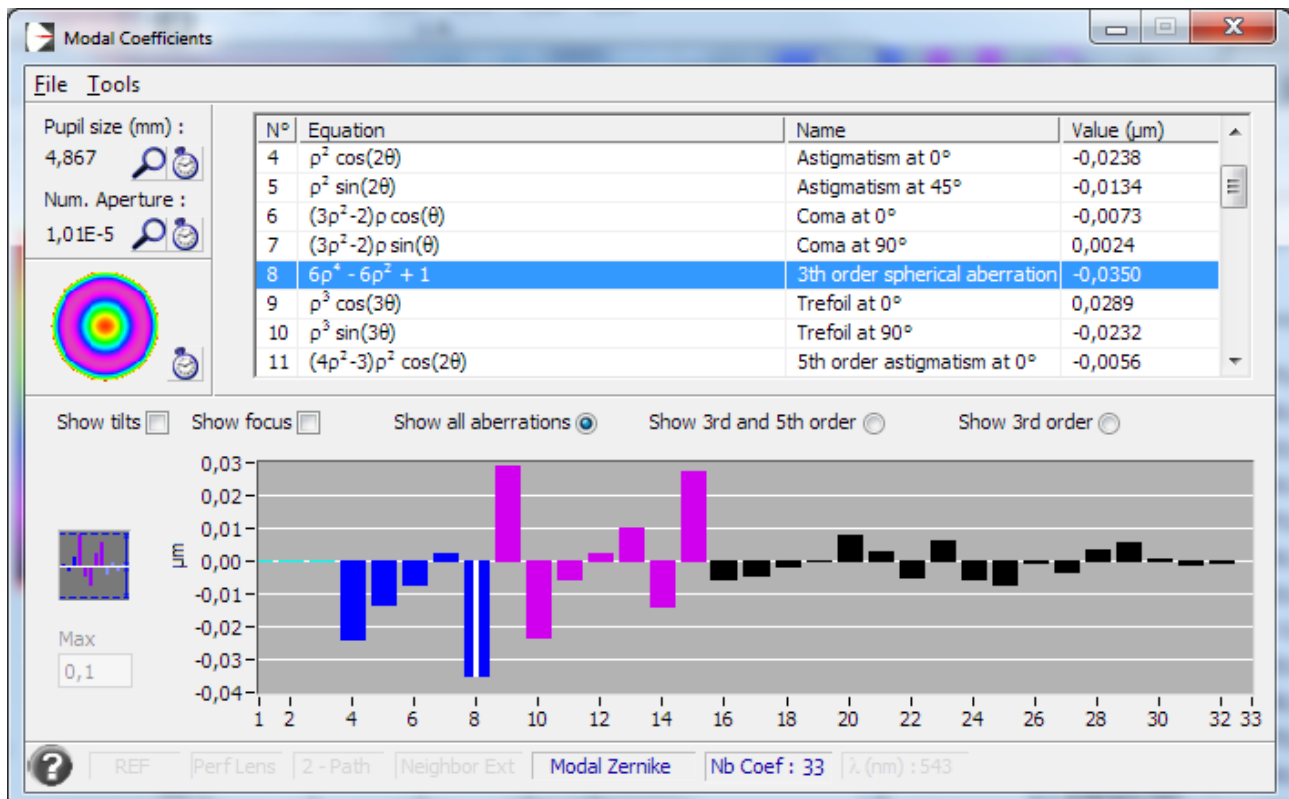 Modal Coefficients
File Tools
Pupil size (mm) :
4,867
Num. Aperture :
1,01E-5
N° Equation Name Value (µm)
4 ρ² cos(2θ) Astigmatism at 0° -0,0238
5 ρ² sin(2θ) Astigmatism at 45° -0,0134
6 (3ρ²-2)ρ cos(θ) Coma at 0° -0,0073
7 (3ρ²-2)ρ sin(θ) Coma at 90° 0,0024
8 6ρ⁴ - 6ρ² + 1 3th order spherical aberration -0,0350
9 ρ³ cos(3θ) Trefoil at 0° 0,0289
10 ρ³ sin(3θ) Trefoil at 90° -0,0232
11 (4ρ²-3)ρ² cos(2θ) 5th order astigmatism at 0° -0,0056
Show tilts Show focus Show all aberrations Show 3rd and 5th order Show 3rd order
0,03
0,02
0,01
0,00
-0,01
-0,02
-0,03
-0,04
µm
Max
0,1
1 2 4 6 8 10 12 14 16 18 20 22 24 26 28 30 32 33
? REF Perf Lens 2 - Path Neighbor Ext Modal Zernike Nb Coef : 33 λ (nm) : 543